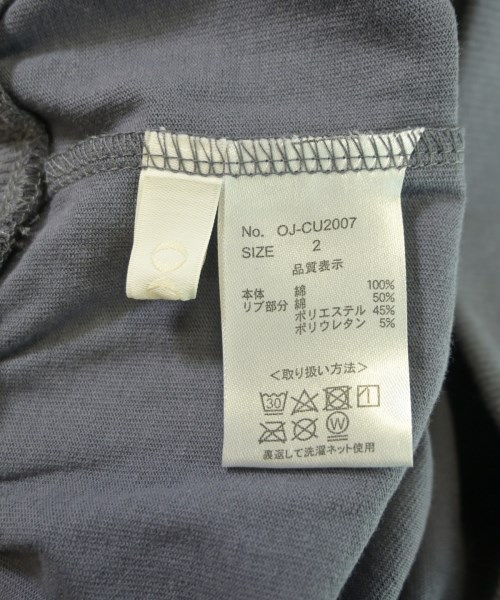 No. OJ-CU2007
SIZE 2
品質表示
本体 綿 100%
リブ部分 綿 50%
ポリエステル 45%
ポリウレタン 5%
<取り扱い方法>
30
W
裏返して洗濯ネット使用